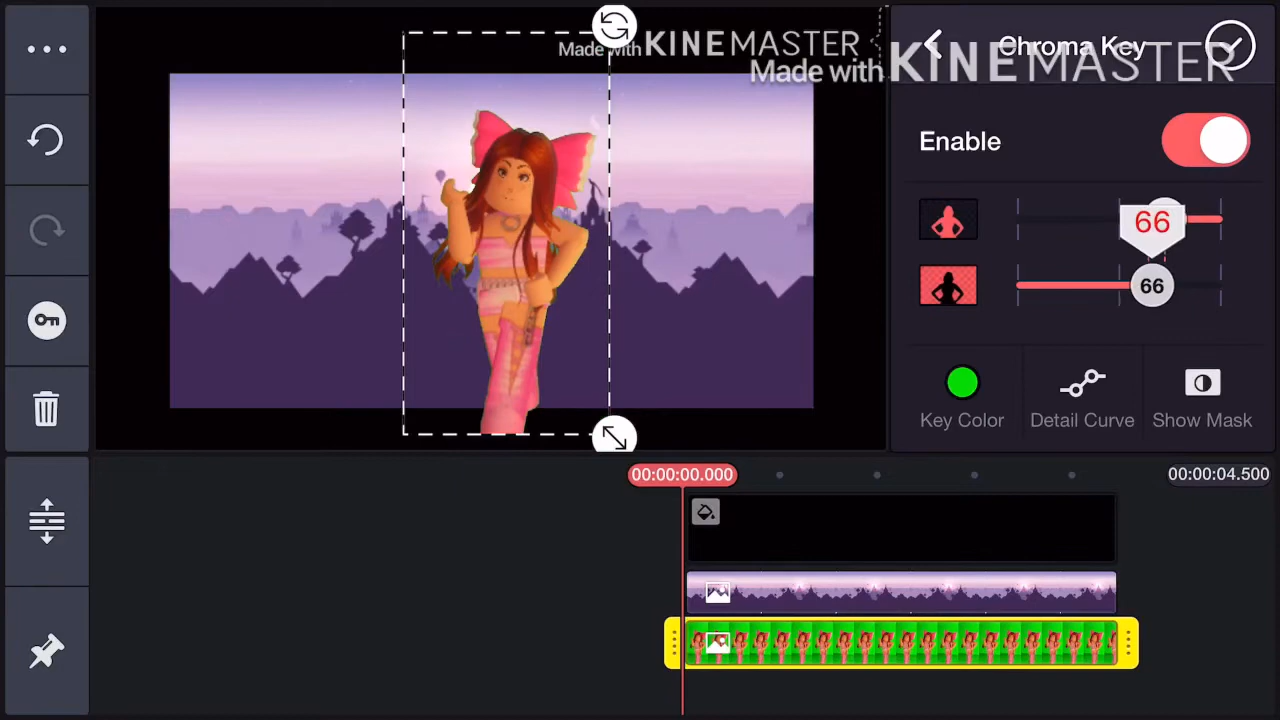 Made with KINEMASTER
Made with KINEMASTER
Chroma Key
Enable
66
66
Key Color
Detail Curve
Show Mask
00:00:00.000
00:00:04.500